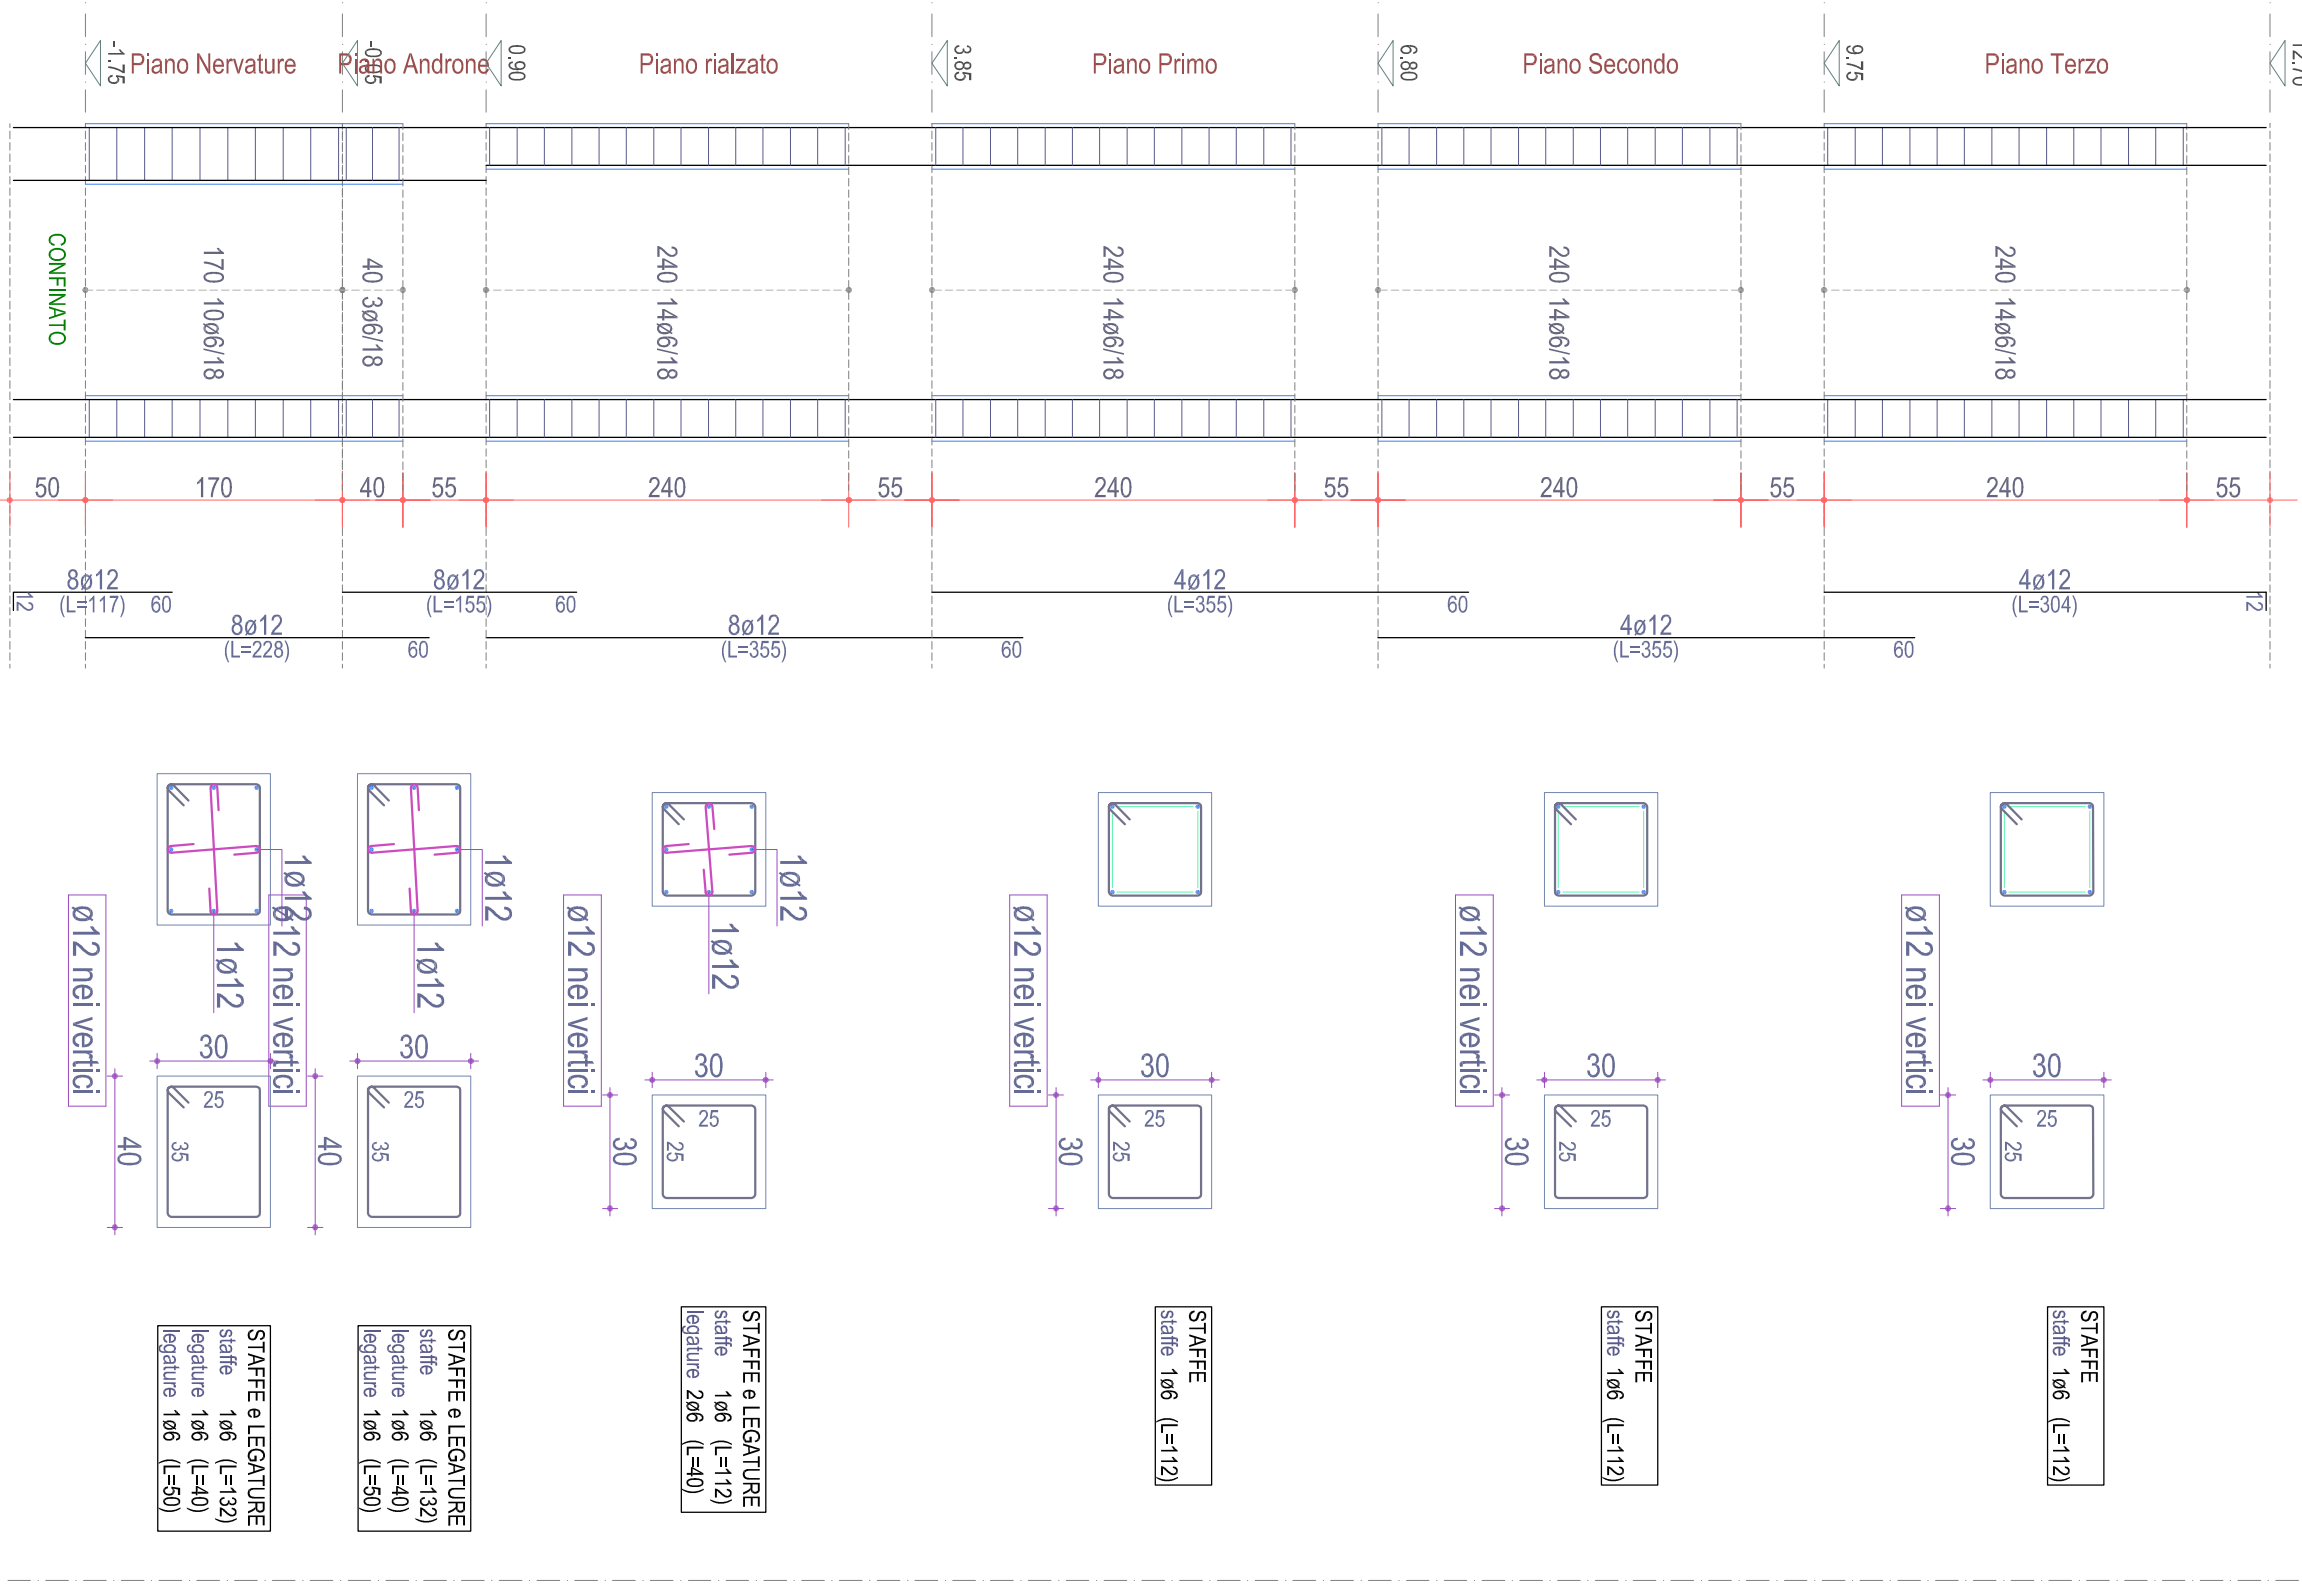 -1.75
Piano Nervature
Piano Androne
0.90
Piano rialzato
3.85
Piano Primo
6.80
Piano Secondo
9.75
Piano Terzo
12.70
CONFINATO
170 10ø6/18
40 3ø6/18
240 14ø6/18
240 14ø6/18
240 14ø6/18
240 14ø6/18
50 170 40 55 240 55 240 55 240 55 240 55
12
8ø12
(L=117) 60
8ø12
(L=155) 60
4ø12
(L=355) 60
4ø12
(L=304)
12
8ø12
(L=228) 60
8ø12
(L=355) 60
4ø12
(L=355) 60
1ø12
1ø12
ø12 nei vertici
1ø12
1ø12
ø12 nei vertici
1ø12
1ø12
ø12 nei vertici
ø12 nei vertici
ø12 nei vertici
ø12 nei vertici
30
40
25
35
30
40
25
35
30
30
25
25
30
30
25
25
30
30
25
25
30
30
25
25
STAFFE e LEGATURE
staffe 1ø6 (L=132)
legature 1ø6 (L=40)
legature 1ø6 (L=50)
STAFFE e LEGATURE
staffe 1ø6 (L=132)
legature 1ø6 (L=40)
legature 1ø6 (L=50)
STAFFE e LEGATURE
staffe 1ø6 (L=112)
legature 2ø6 (L=40)
STAFFE
staffe 1ø6 (L=112)
STAFFE
staffe 1ø6 (L=112)
STAFFE
staffe 1ø6 (L=112)